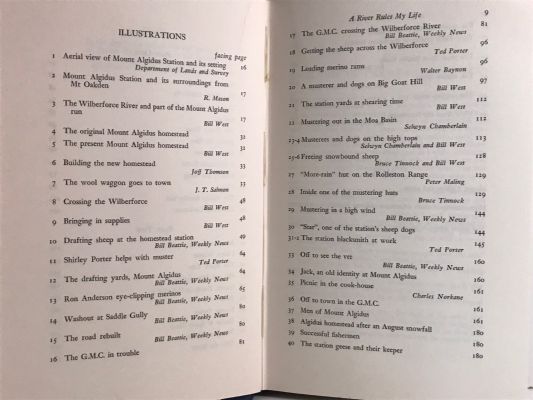 ILLUSTRATIONS
facing page
1 Aerial view of Mount Algidus Station and its setting
Department of Lands and Survey 16
2 Mount Algidus Station and its surroundings from
Mt Oakden
R. Mason 17
3 The Wilberforce River and part of the Mount Algidus
run
Bill West 17
4 The original Mount Algidus homestead 32
5 The present Mount Algidus homestead 32
Bill West
6 Building the new homestead 33
Jeff Thomson
7 The wool waggon goes to town 33
J. T. Salmon
8 Crossing the Wilberforce 48
Bill West
9 Bringing in supplies 48
Bill West
10 Drafting sheep at the homestead station 49
Bill Beattie, Weekly News
11 Shirley Porter helps with muster 64
Ted Porter
12 The drafting yards, Mount Algidus 64
Bill Beattie, Weekly News
13 Ron Anderson eye-clipping merinos 65
Bill Beattie, Weekly News
14 Washout at Saddle Gully 80
Bill Beattie, Weekly News
15 The road rebuilt 80
Bill Beattie, Weekly News
16 The G.M.C. in trouble 81
A River Rules My Life 9
17 The G.M.C. crossing the Wilberforce River 81
Bill Beattie, Weekly News
18 Getting the sheep across the Wilberforce 96
Ted Porter
19 Loading merino rams 96
Walter Baynon
20 A musterer and dogs on Big Goat Hill 97
Bill West
21 The station yards at shearing time 112
Bill West
22 Mustering out in the Moa Basin 112
Selwyn Chamberlain
23-4 Musterers and dogs on the high tops 113
Selwyn Chamberlain and Bill West
25-6 Freeing snowbound sheep 128
Bruce Tinnock and Bill West
27 "More-rain" hut on the Rolleston Range 129
Peter Maling
28 Inside one of the mustering huts 129
Bruce Tinnock
29 Mustering in a high wind 144
Bill Beattie, Weekly News
30 "Star", one of the station's sheep dogs 144
31-2 The station blacksmith at work 145
Ted Porter
33 Off to see the vet 160
Bill Beattie, Weekly News
34 Jack, an old identity at Mount Algidus 160
35 Picnic in the cook-house 161
Charles Norkane
36 Off to town in the G.M.C. 161
37 Men of Mount Algidus 161
38 Algidus homestead after an August snowfall 180
39 Successful fishermen 180
40 The station geese and their keeper 180